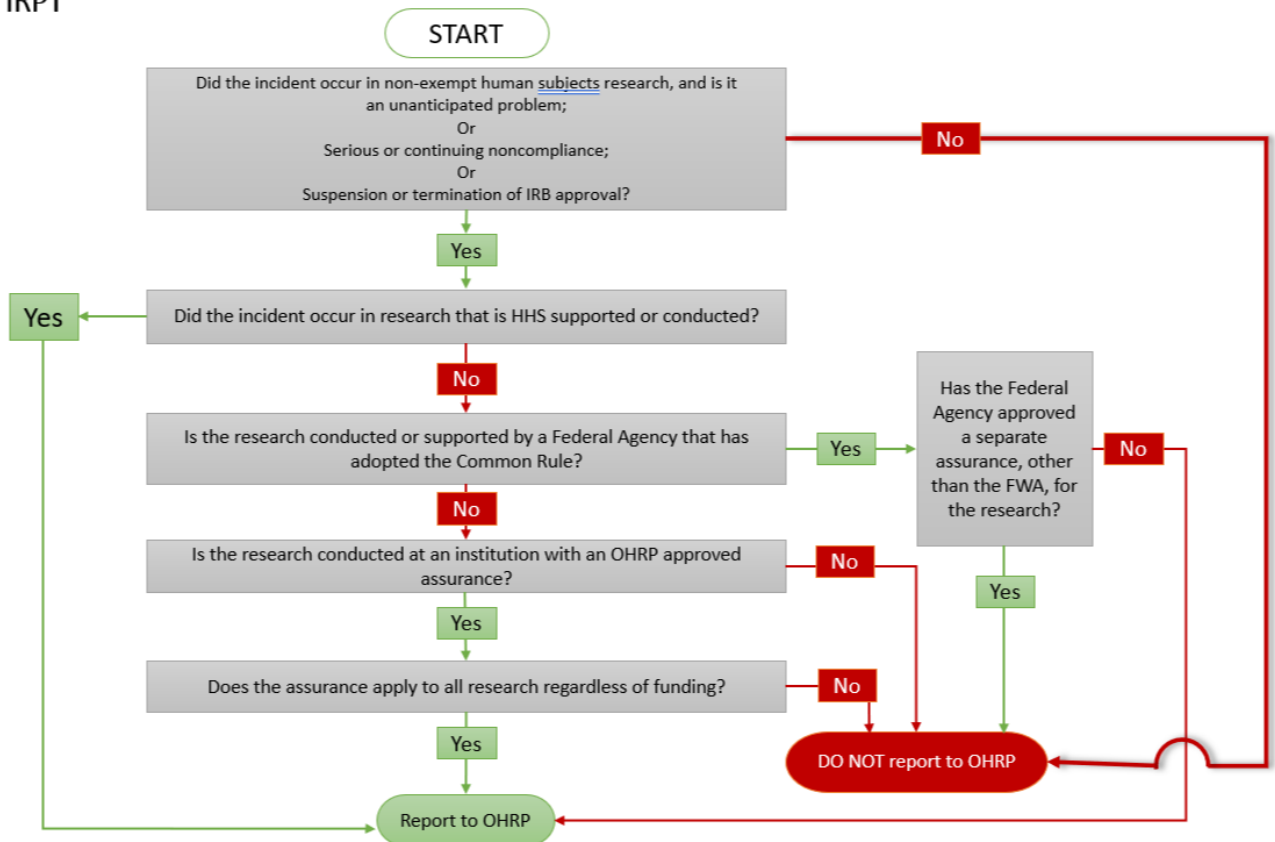 START
Did the incident occur in non-exempt human subjects research, and is it
an unanticipated problem;
Or
Serious or continuing noncompliance;
Or
Suspension or termination of IRB approval?
No
Yes
Did the incident occur in research that is HHS supported or conducted?
Yes
No
Is the research conducted or supported by a Federal Agency that has
adopted the Common Rule?
Yes
Has the Federal
Agency approved
a separate
assurance, other
than the FWA, for
the research?
No
No
Is the research conducted at an institution with an OHRP approved
assurance?
No
Yes
Yes
Does the assurance apply to all research regardless of funding?
No
Yes
DO NOT report to OHRP
Report to OHRP